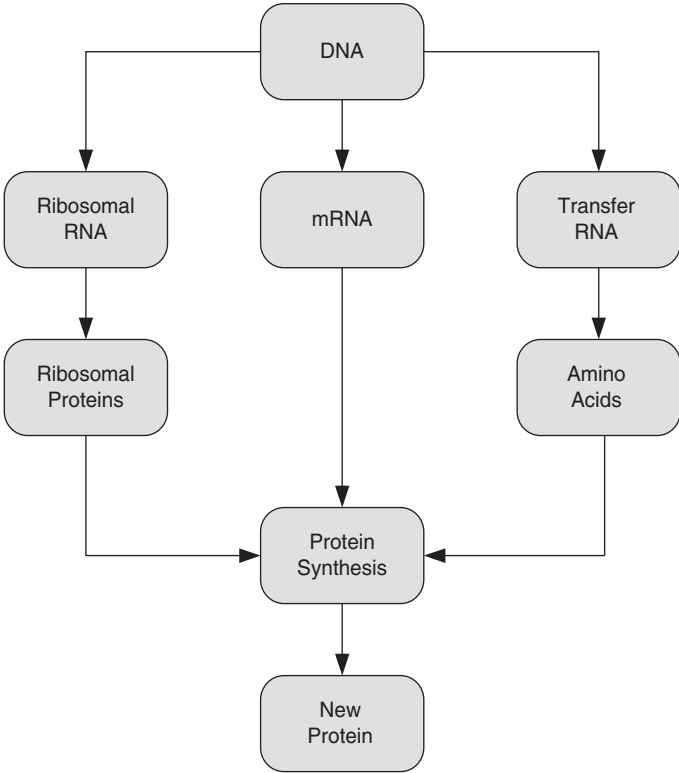 DNA
Ribosomal
RNA
mRNA
Transfer
RNA
Ribosomal
Proteins
Amino
Acids
Protein
Synthesis
New
Protein